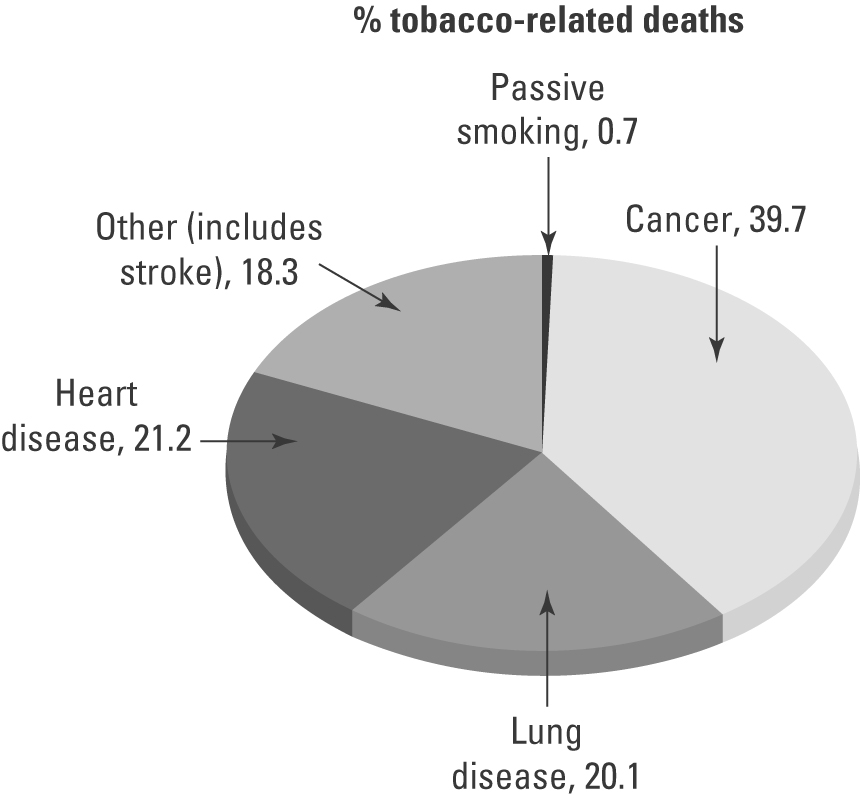 % tobacco-related deaths
Passive
smoking, 0.7
Cancer, 39.7
Other (includes
stroke), 18.3
Heart
disease, 21.2
Lung
disease, 20.1